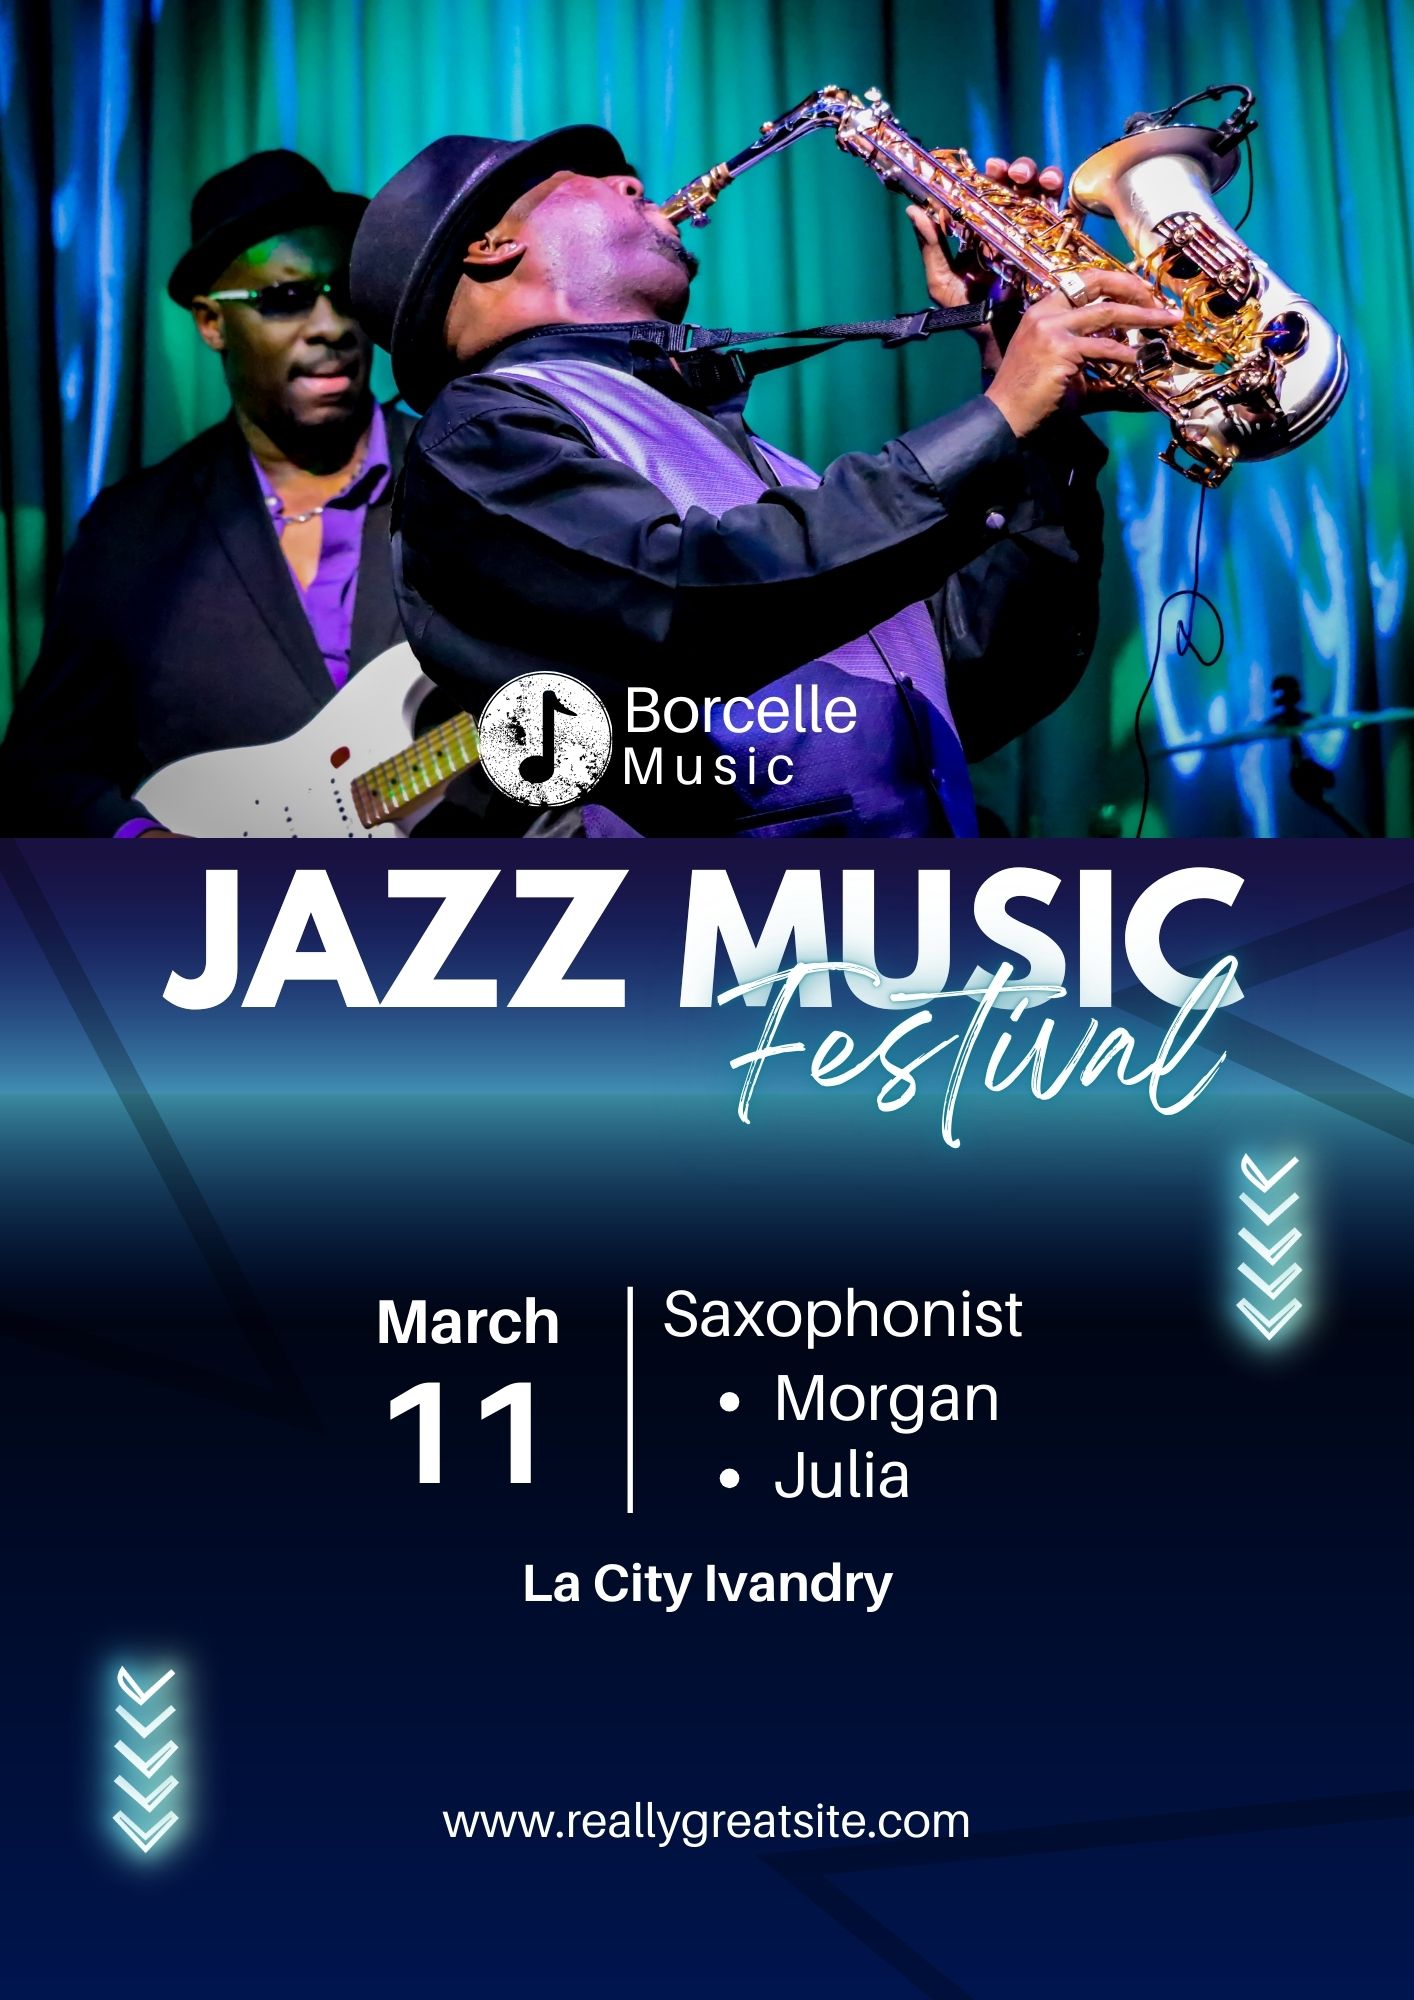 Borcelle
Music
JAZZ MUSIC
Festival
March
11
Saxophonist
• Morgan
• Julia
La City Ivandry
www.reallygreatsite.com